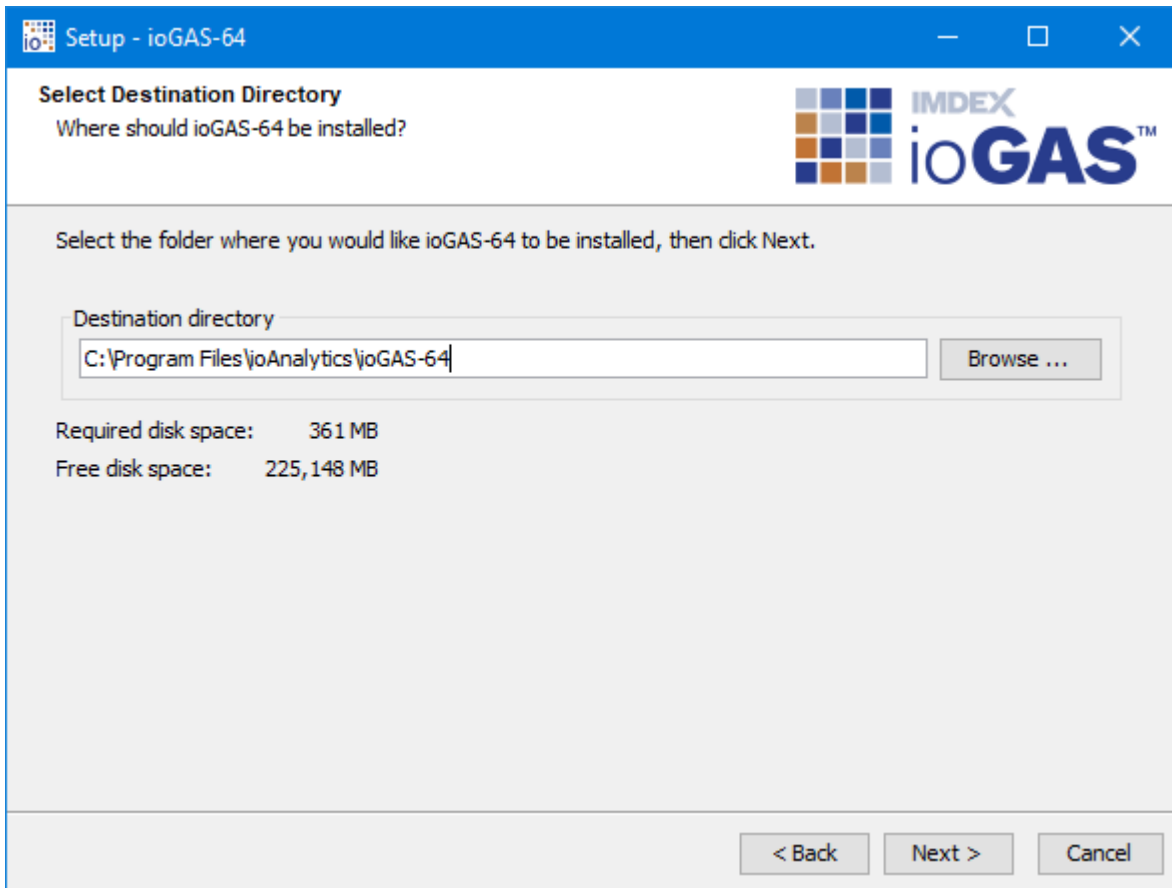 io
Setup - ioGAS-64
Select Destination Directory
Where should ioGAS-64 be installed?
IMDEX
ioGAS™
Select the folder where you would like ioGAS-64 to be installed, then click Next.
Destination directory
C:\Program Files\ioAnalytics\ioGAS-64
Browse ...
Required disk space: 361 MB
Free disk space: 225,148 MB
< Back Next > Cancel